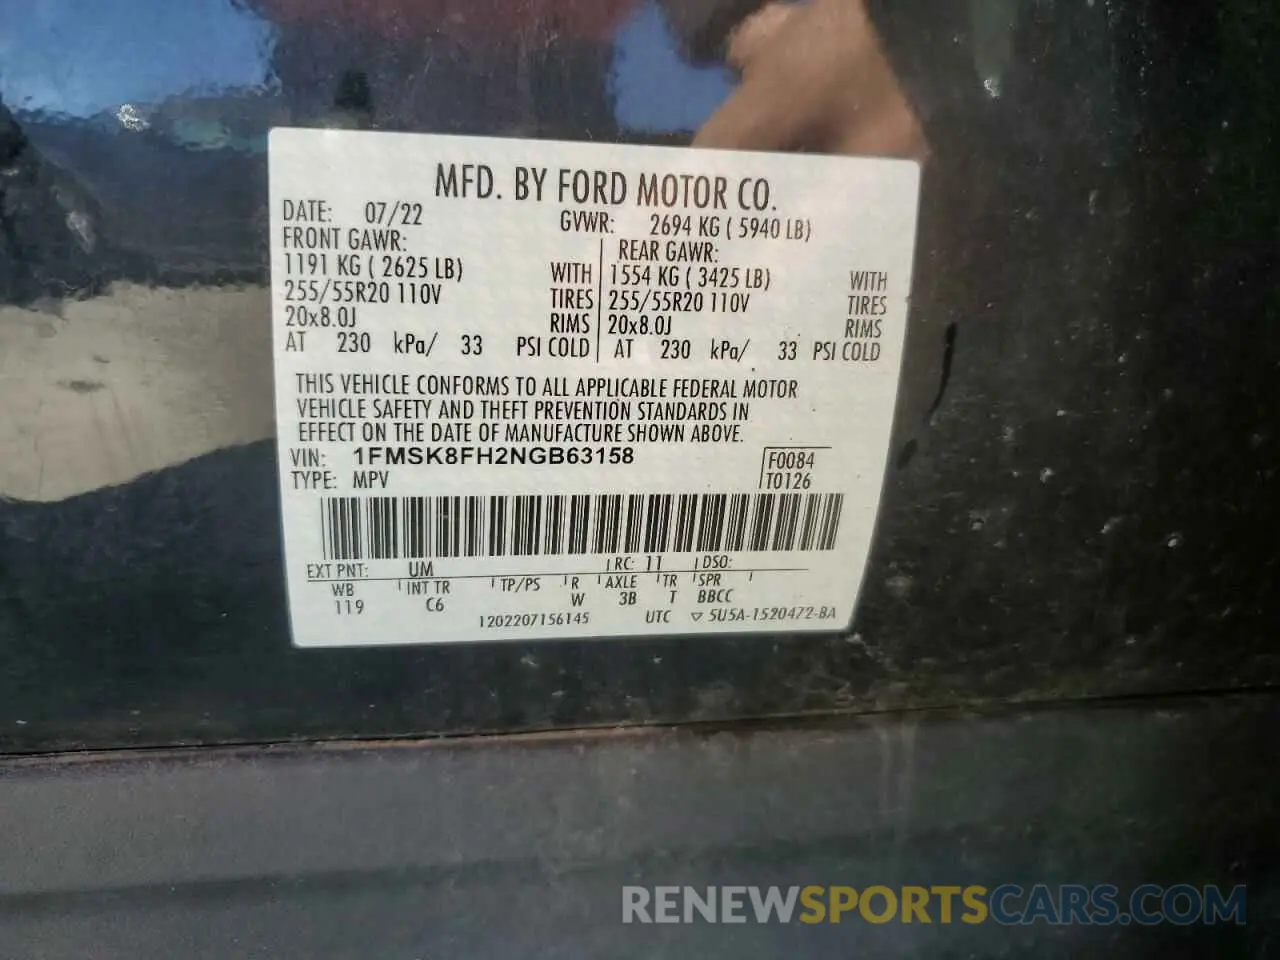 MFD. BY FORD MOTOR CO.
DATE: 07/22 GVWR: 2694 KG ( 5940 LB)
FRONT GAWR: REAR GAWR:
1191 KG ( 2625 LB) WITH 1554 KG ( 3425 LB) WITH
255/55R20 110V TIRES 255/55R20 110V TIRES
20x8.0J RIMS 20x8.0J RIMS
AT 230 kPa/ 33 PSI COLD AT 230 kPa/ 33 PSI COLD
THIS VEHICLE CONFORMS TO ALL APPLICABLE FEDERAL MOTOR
VEHICLE SAFETY AND THEFT PREVENTION STANDARDS IN
EFFECT ON THE DATE OF MANUFACTURE SHOWN ABOVE.
VIN: 1FMSK8FH2NGB63158 F0084
TYPE: MPV T0126
EXT PNT: UM RC: 11 DSO:
WB INT TR TP/PS R AXLE TR SPR
119 C6 W 3B T BBCC
1202207156145 UTC ▽ 5U5A-1520472-BA
RENEWSPORTSCARS.COM